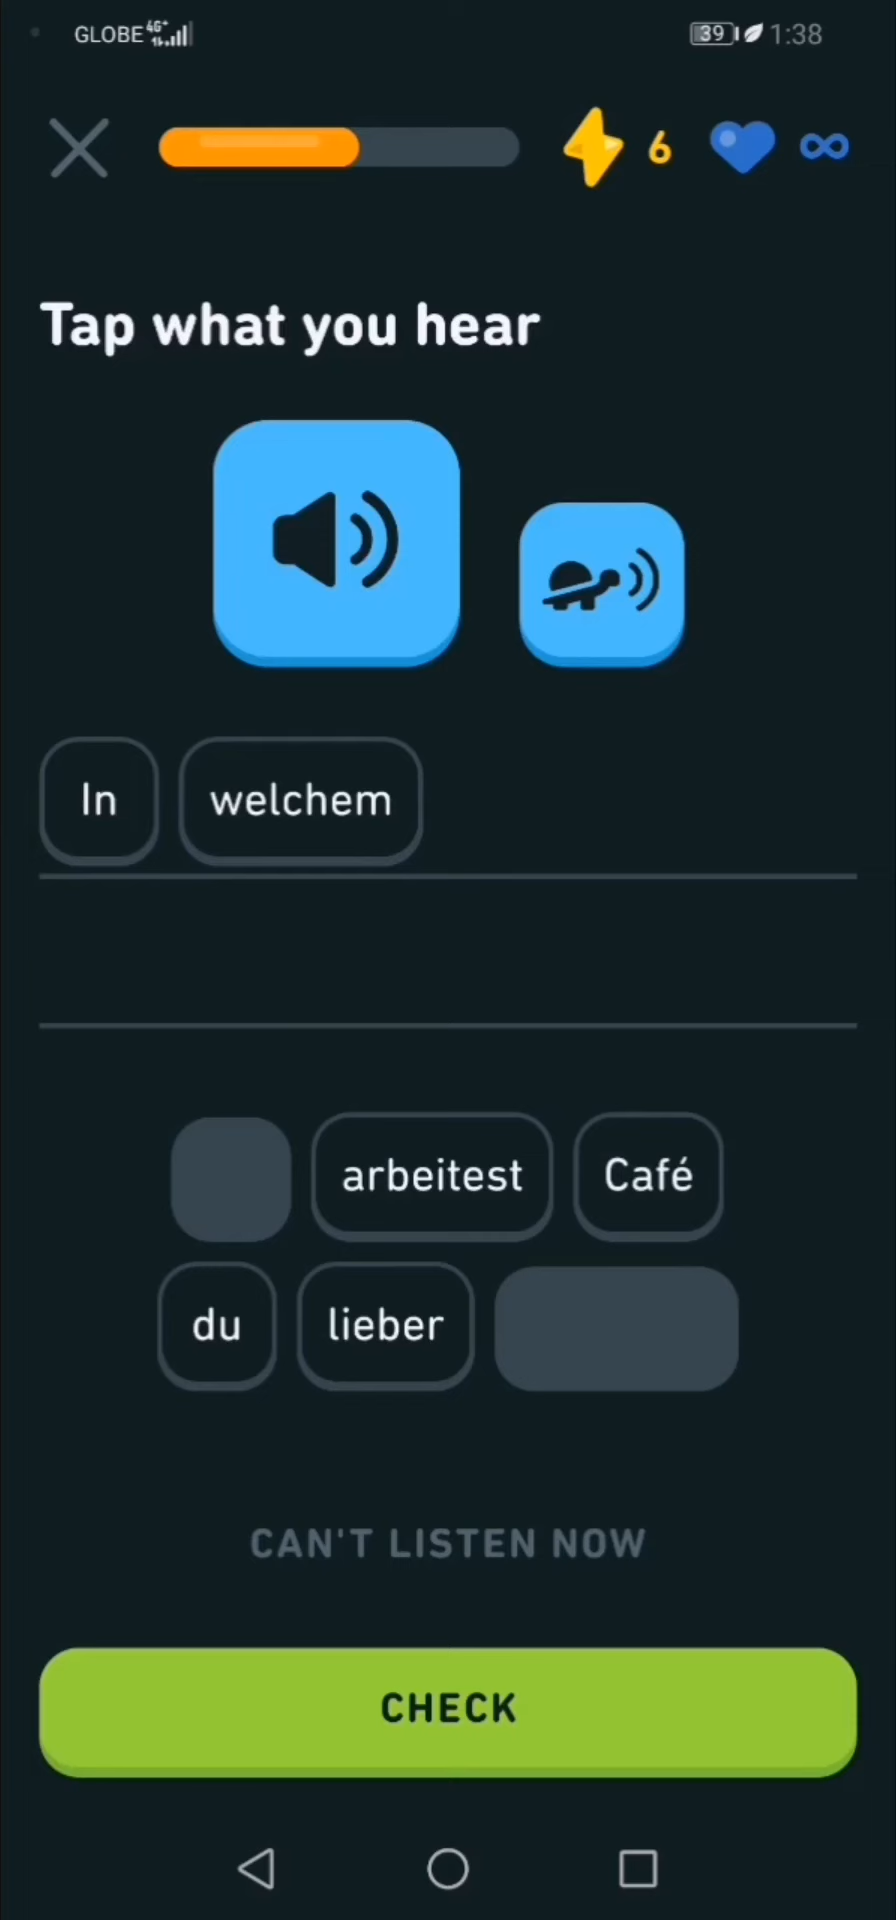 GLOBE 4G+ 39 1:38
6 ∞
Tap what you hear
In welchem
arbeitest Café
du lieber
CAN'T LISTEN NOW
CHECK